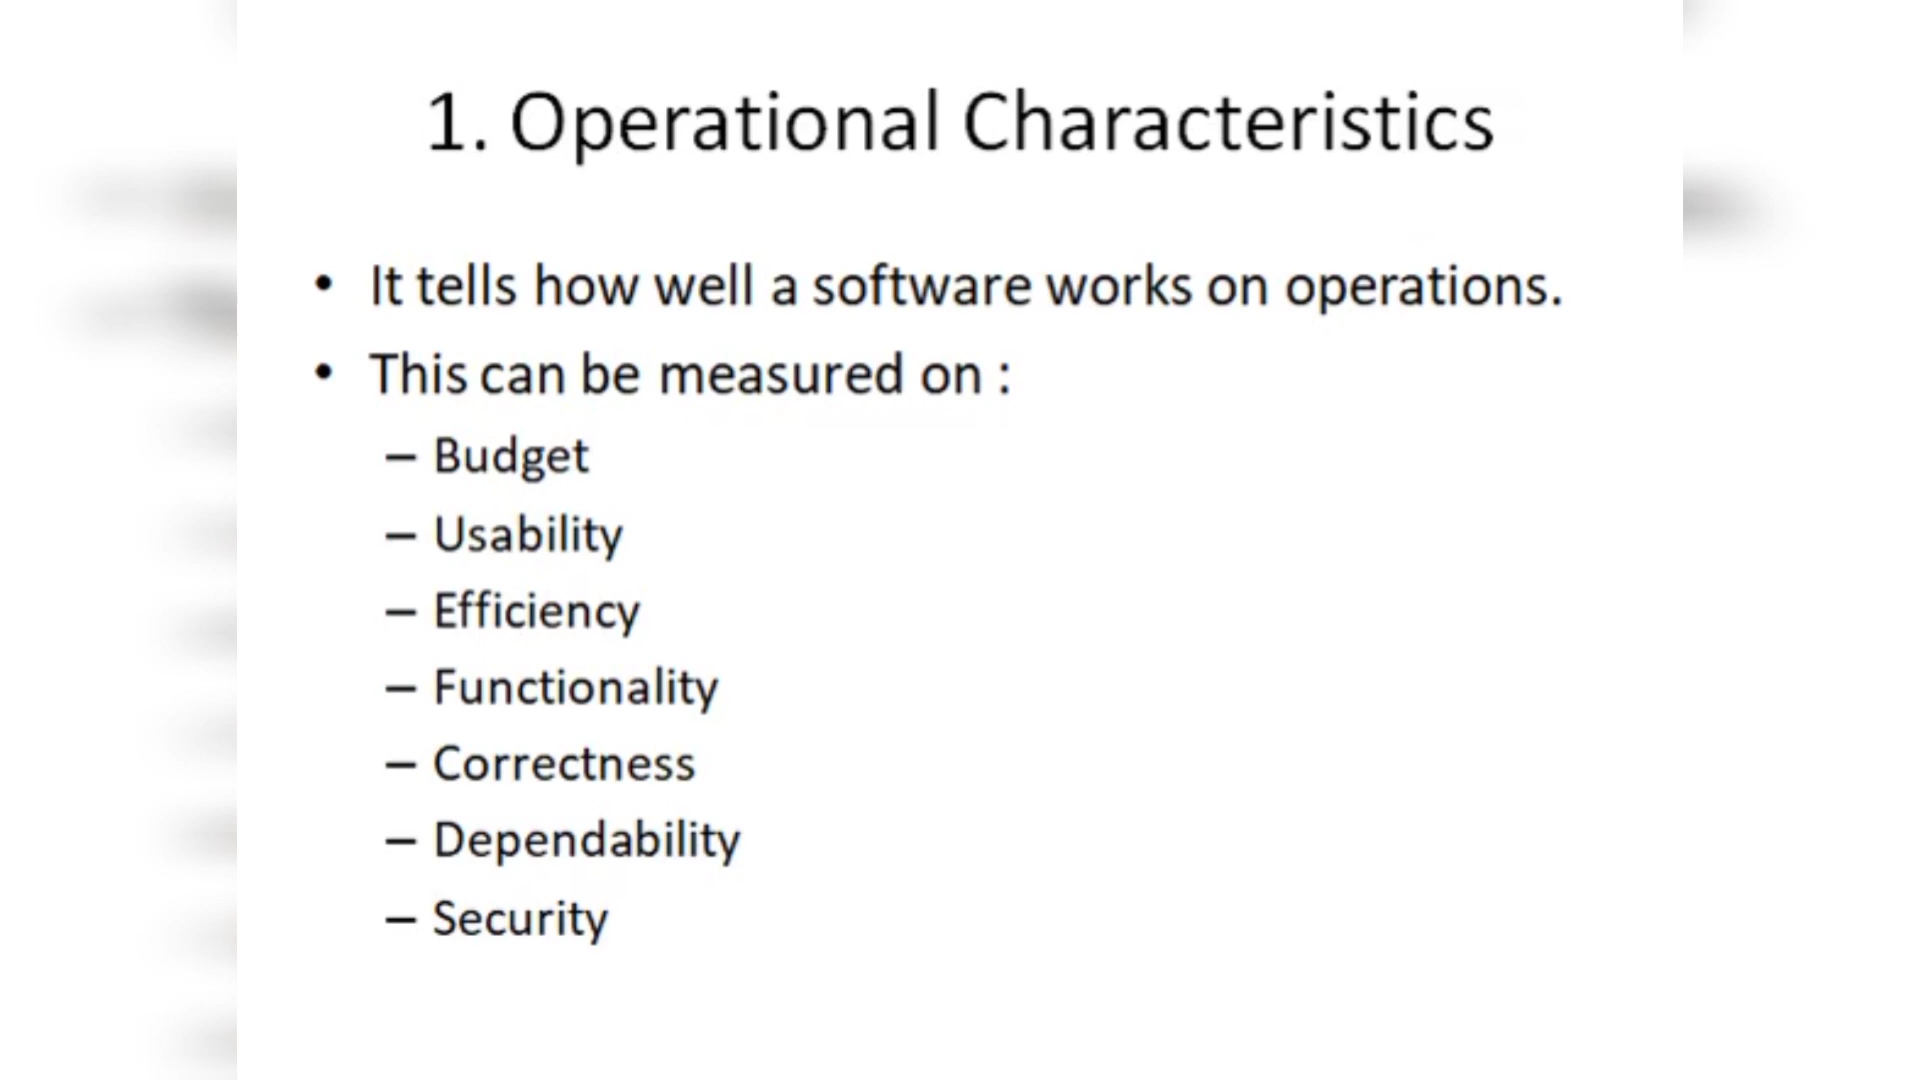 1. Operational Characteristics
• It tells how well a software works on operations.
• This can be measured on :
– Budget
– Usability
– Efficiency
– Functionality
– Correctness
– Dependability
– Security